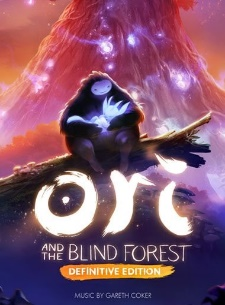 ori
AND THE BLIND FOREST
DEFINITIVE EDITION
MUSIC BY GARETH COKER